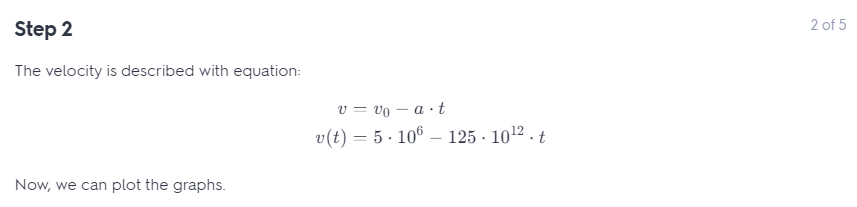 Step 2
2 of 5
The velocity is described with equation:
v = v₀ − a · t
v(t) = 5 · 10⁶ − 125 · 10¹² · t
Now, we can plot the graphs.